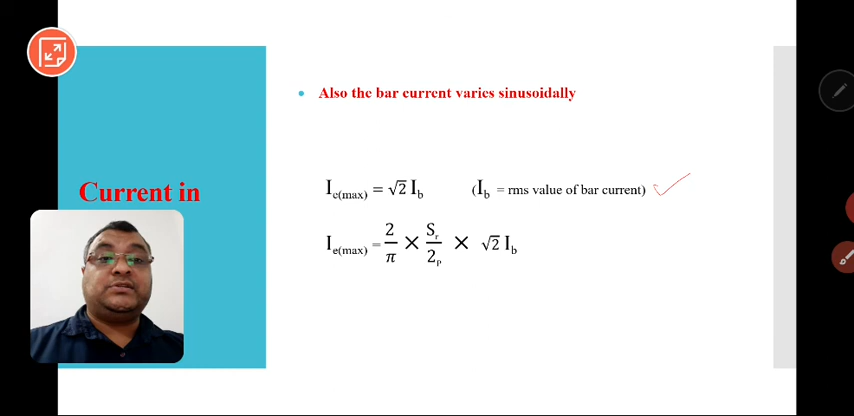 • Also the bar current varies sinusoidally
Current in
I_c(max) = √2 I_b (I_b = rms value of bar current)
I_e(max) = 2/π × S_r/2_p × √2 I_b